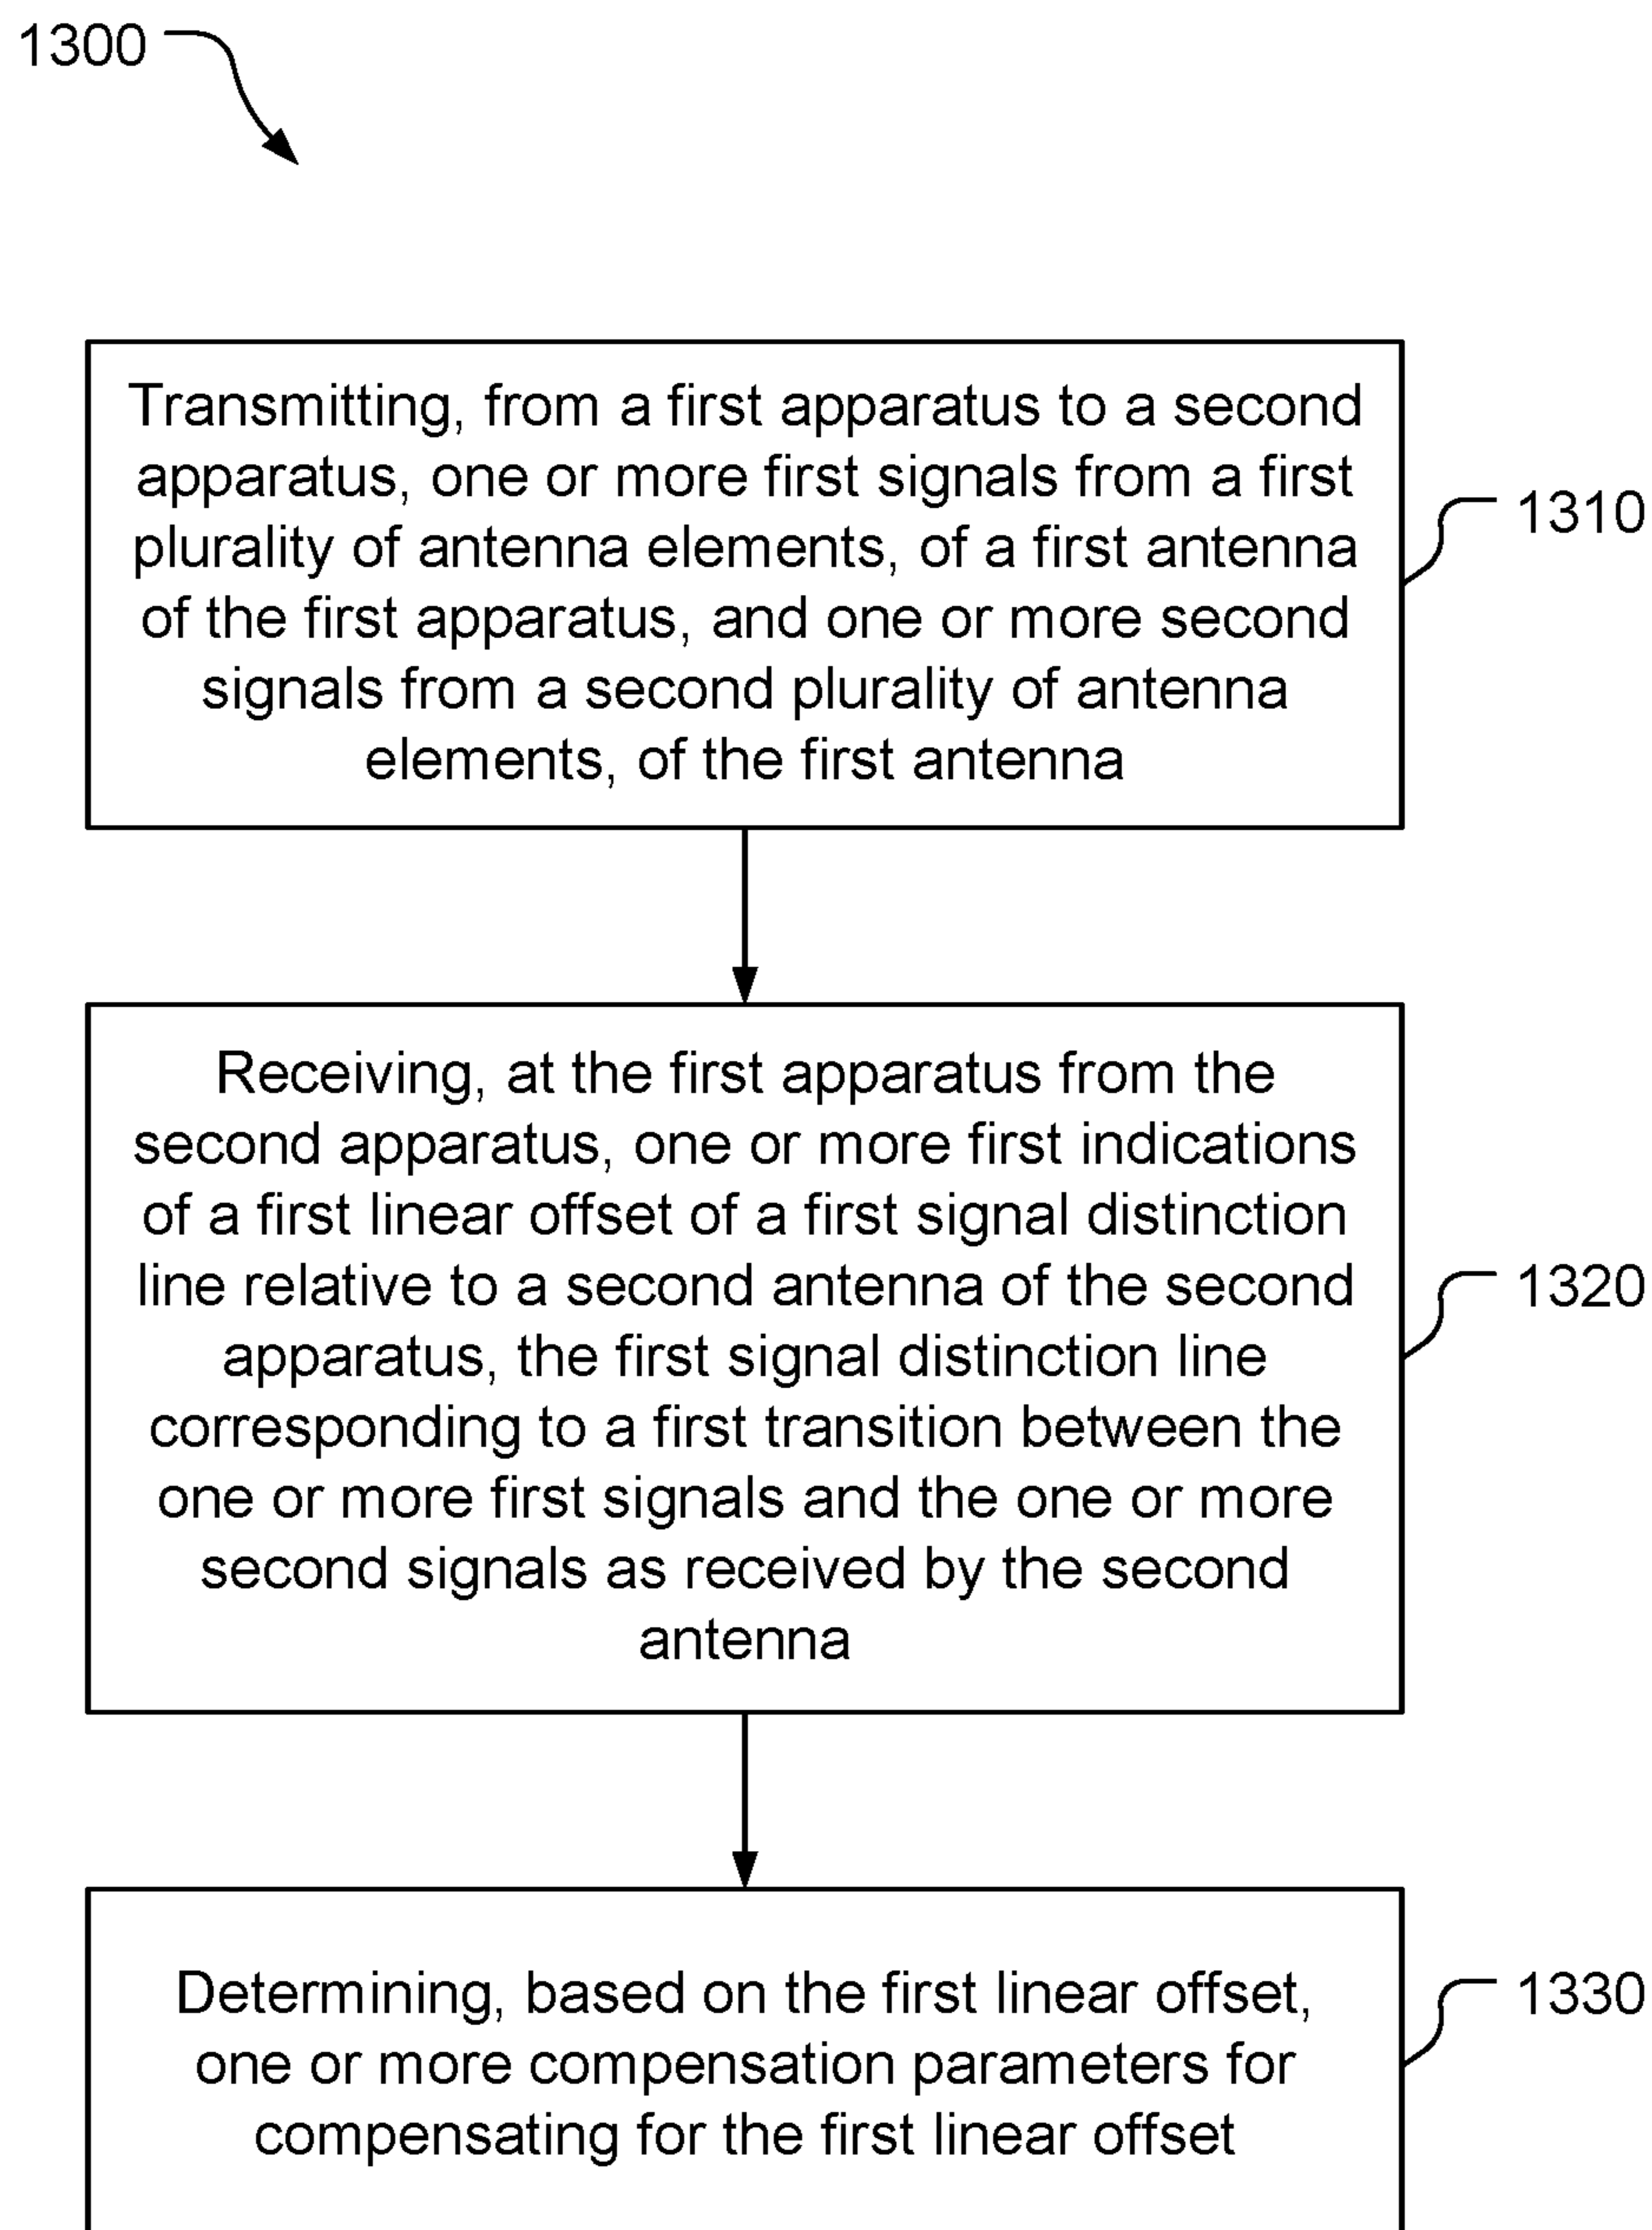 1300
Transmitting, from a first apparatus to a second
apparatus, one or more first signals from a first
plurality of antenna elements, of a first antenna
of the first apparatus, and one or more second
signals from a second plurality of antenna
elements, of the first antenna
1310
Receiving, at the first apparatus from the
second apparatus, one or more first indications
of a first linear offset of a first signal distinction
line relative to a second antenna of the second
apparatus, the first signal distinction line
corresponding to a first transition between the
one or more first signals and the one or more
second signals as received by the second
antenna
1320
Determining, based on the first linear offset,
one or more compensation parameters for
compensating for the first linear offset
1330